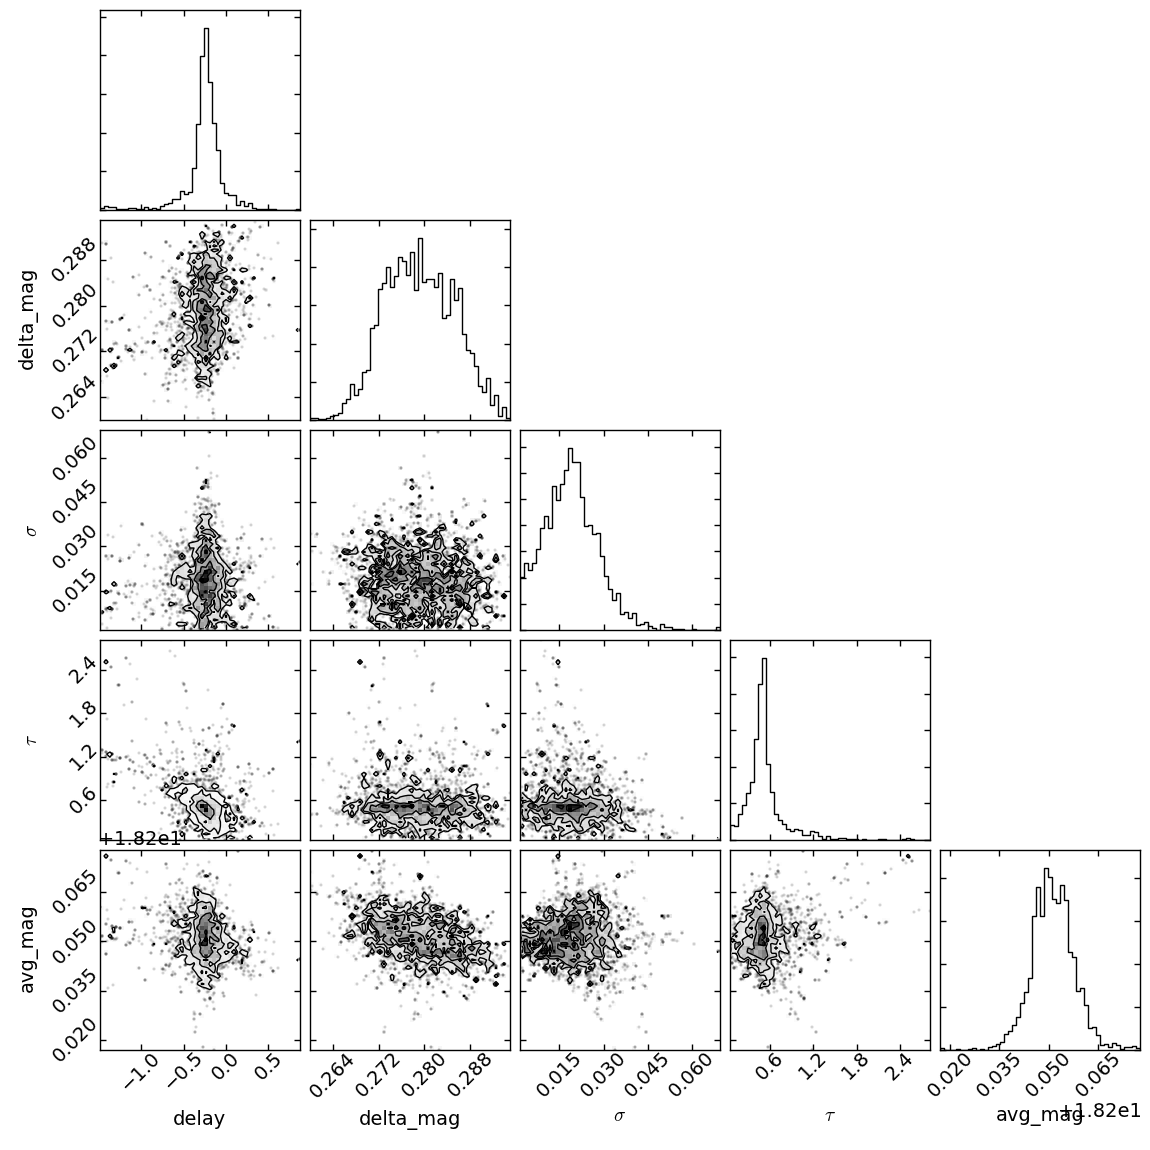 0.288
0.280
0.272
0.264
delta_mag
0.060
0.045
0.030
0.015
σ
2.4
1.8
1.2
0.6
τ
+1.82e1
0.065
0.050
0.035
0.020
avg_mag
−1.0 −0.5 0.0 0.5
0.264 0.272 0.280 0.288
0.015 0.030 0.045 0.060
0.6 1.2 1.8 2.4
0.020 0.035 0.050 0.065
+1.82e1
delay delta_mag σ τ avg_mag